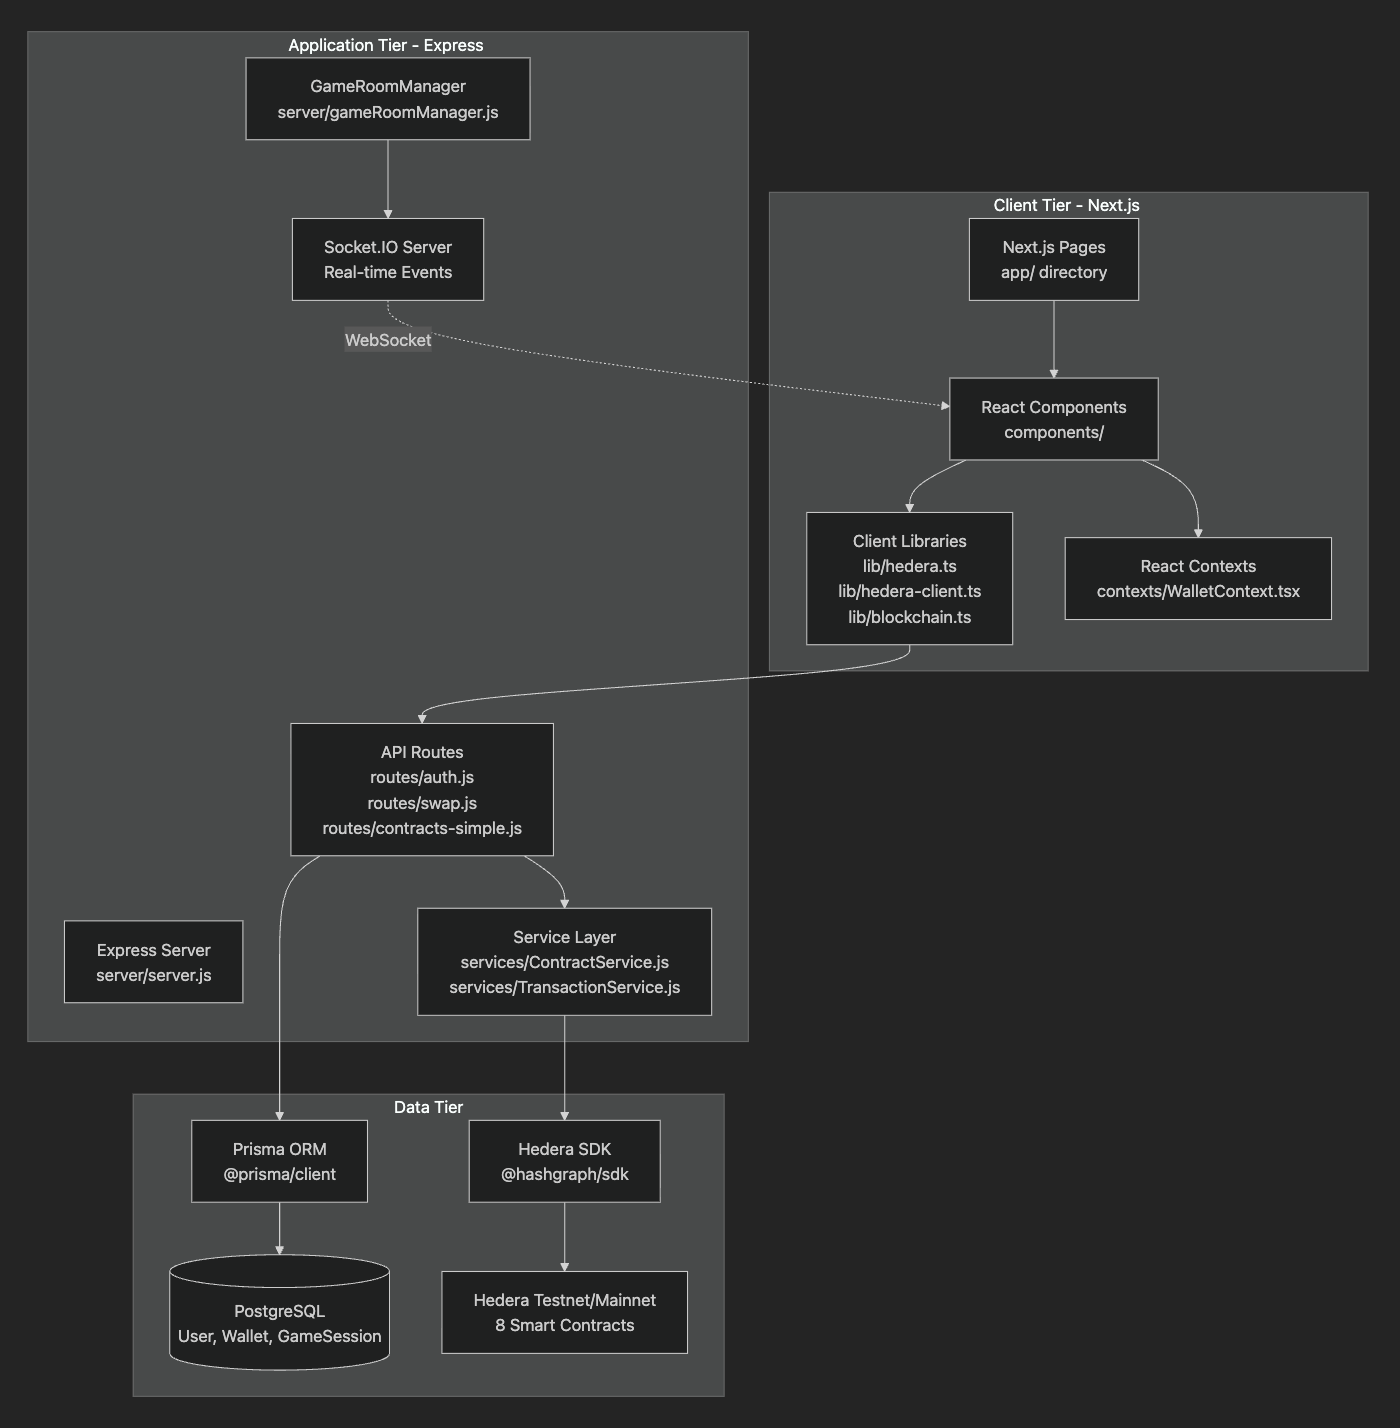 Application Tier - Express
GameRoomManager
server/gameRoomManager.js
Socket.IO Server
Real-time Events
WebSocket
Client Tier - Next.js
Next.js Pages
app/ directory
React Components
components/
Client Libraries
lib/hedera.ts
lib/hedera-client.ts
lib/blockchain.ts
React Contexts
contexts/WalletContext.tsx
API Routes
routes/auth.js
routes/swap.js
routes/contracts-simple.js
Express Server
server/server.js
Service Layer
services/ContractService.js
services/TransactionService.js
Data Tier
Prisma ORM
@prisma/client
Hedera SDK
@hashgraph/sdk
PostgreSQL
User, Wallet, GameSession
Hedera Testnet/Mainnet
8 Smart Contracts